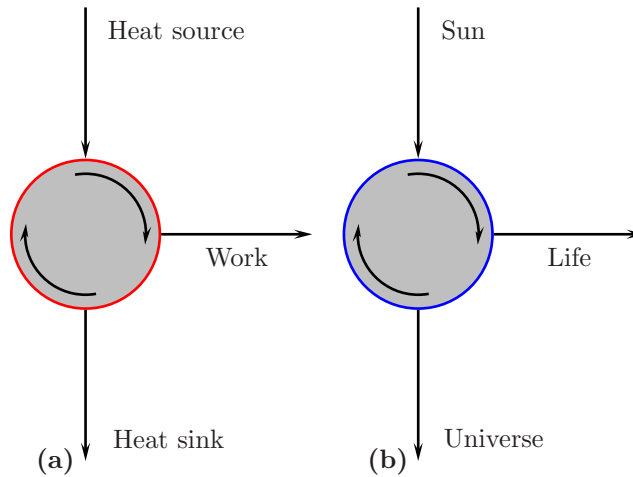 Heat source
Work
Heat sink
(a)
Sun
Life
Universe
(b)